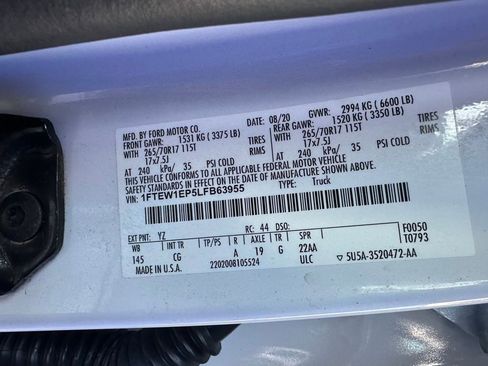 MFD. BY FORD MOTOR CO. 08/20 GVWR: 2994 KG (6600 LB)
FRONT GAWR: 1531 KG (3375 LB) REAR GAWR: 1520 KG (3350 LB)
WITH 265/70R17 115T TIRES WITH 265/70R17 115T TIRES
17x7.5J RIMS 17x7.5J RIMS
AT 240 kPa/ 35 PSI COLD AT 240 kPa/ 35 PSI COLD
THIS VEHICLE CONFORMS TO ALL APPLICABLE FEDERAL MOTOR VEHICLE
SAFETY STANDARDS IN EFFECT ON THE DATE OF MANUFACTURE SHOWN ABOVE.
VIN: 1FTEW1EP5LFB63955 TYPE: Truck
EXT PNT: YZ RC: 44 DSO: F0050
WB INT TR TP/PS R AXLE TR SPR T0793
145 CG A 19 G 22AA
MADE IN U.S.A. 2202008105524 ULC ▽ 5U5A-3520472-AA